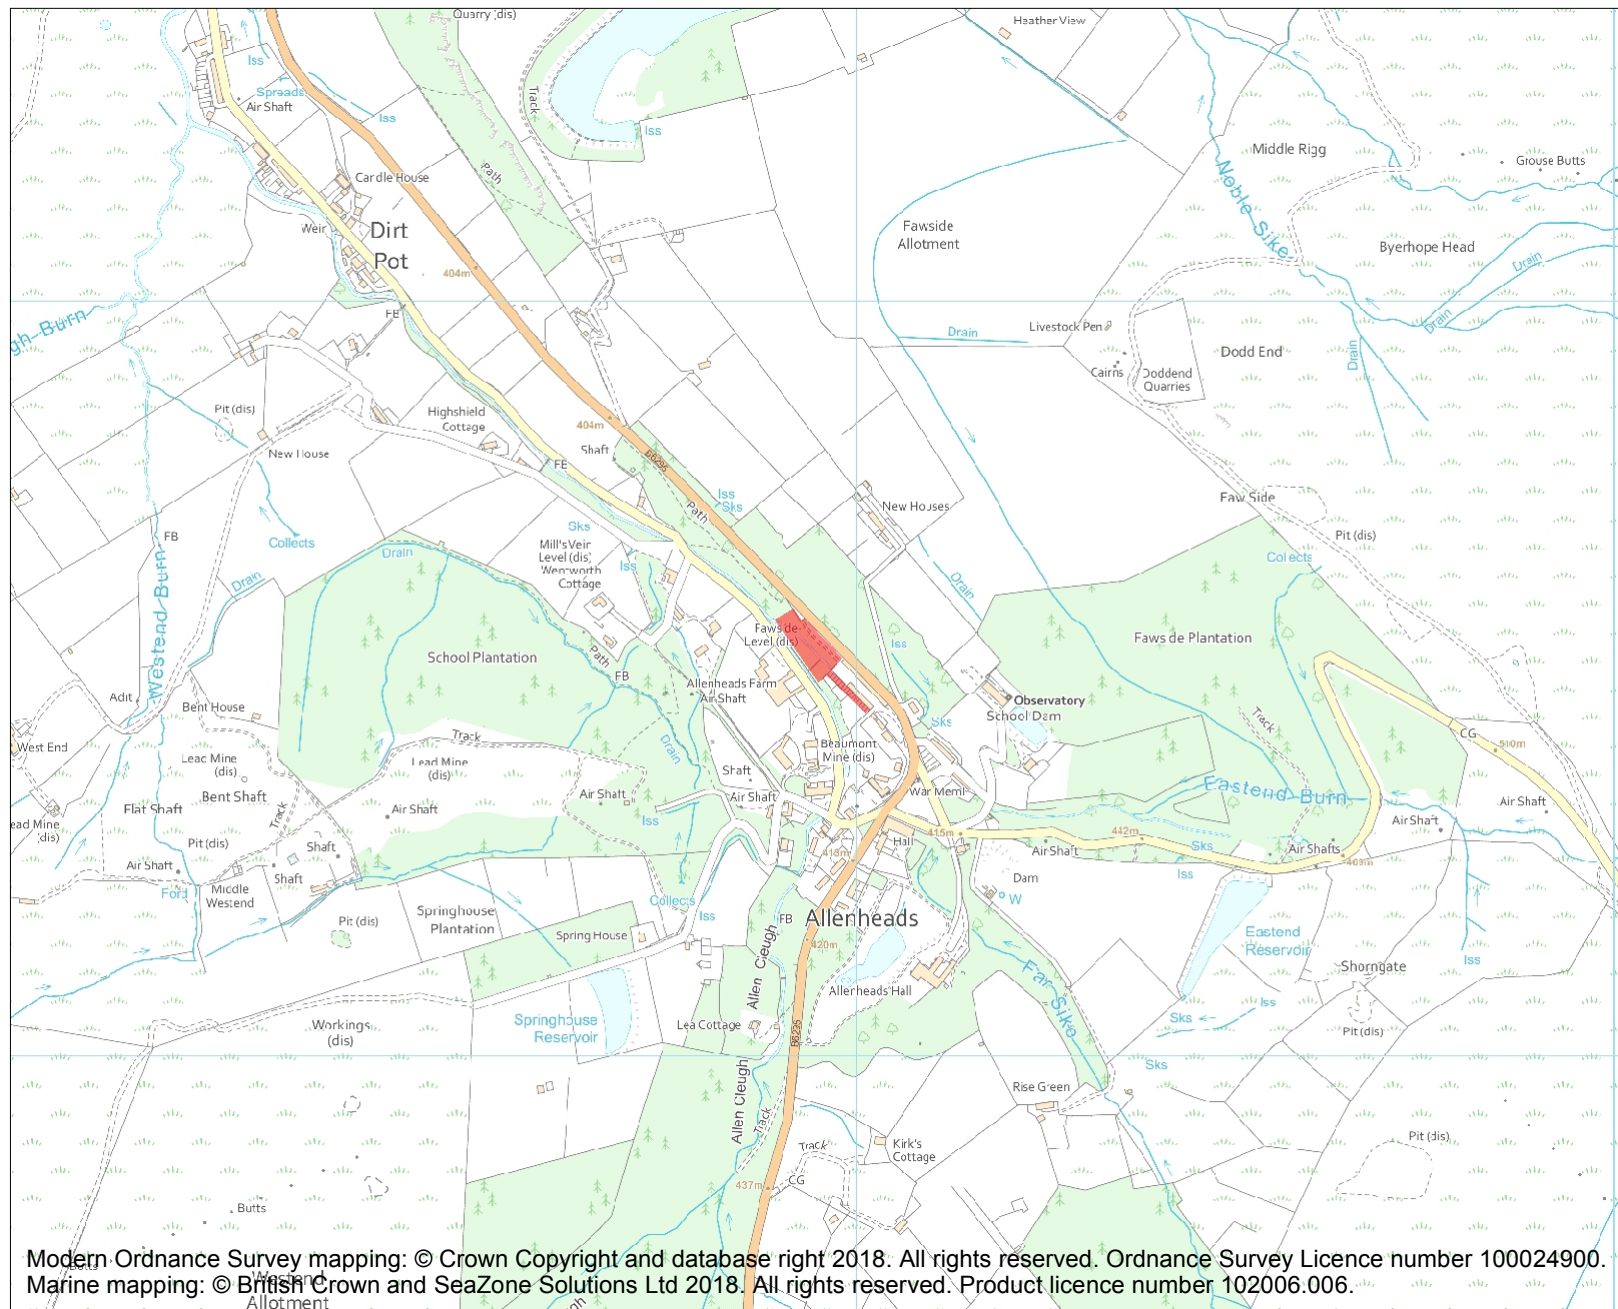 Quarry (dis)
Heather View
Iss
Spreads
Air Shaft
Iss
Track
Iss
Middle Rigg
Grouse Butts
Path
Noble Sike
Weir
Dirt
Pot
404m
Fawside
Allotment
Byerhope Head
Drain
FB
gh Burn
Drain
Livestock Pen
Drain
Drain
Dodd End
Cairns
Doddend
Quarries
Pit (dis)
Highshield
Cottage
404m
Shaft
B6295
New House
Iss
Sks
Path
New Houses
Faw Side
Pit (dis)
FB
Collects
Sks
Mill's Vein
Level (dis)
Wentworth
Cottage
Iss
Drain
Drain
Drain
Collects
Westend Burn
School Plantation
Path
FB
Level (dis)
Iss
Allenheads Farm
Air Shaft
Observatory
School Dam
Adit
Bent House
West End
Track
Drain
Sks
Track
CG
510m
Lead Mine
(dis)
Bent Shaft
Lead Mine
(dis)
Air Shaft
Air Shaft
Shaft
Air Shaft
Beaumont
Mine (dis)
War Meml
Eastend Burn
Air Shaft
Air Shaft
Flat Shaft
ead Mine
(dis)
Track
Pit (dis)
Shaft
Iss
Hall
415m
442m
Air Shaft
Sks
Iss
Air Shafts
Air Shaft
Ford
Middle
Westend
Shaft
Pit (dis)
Springhouse
Plantation
Spring House
Collects
Iss
FB
Allenheads
Dam
W
420m
Eastend
Reservoir
Shorngate
Iss
Allen Cleugh
Allenheads Hall
Far Sike
Iss
Sks
Pit (dis)
Workings
(dis)
Springhouse
Reservoir
Lea Cottage
B6295
Sks
Allen Cleugh
Track
Rise Green
Track
Kirk's
Cottage
CG
437m
Pit (dis)
Butts
Modern Ordnance Survey mapping: © Crown Copyright and database right 2018. All rights reserved. Ordnance Survey Licence number 100024900.
Butts
Westend
Marine mapping: © British Crown and SeaZone Solutions Ltd 2018. All rights reserved. Product licence number 102006.006.
Allotment